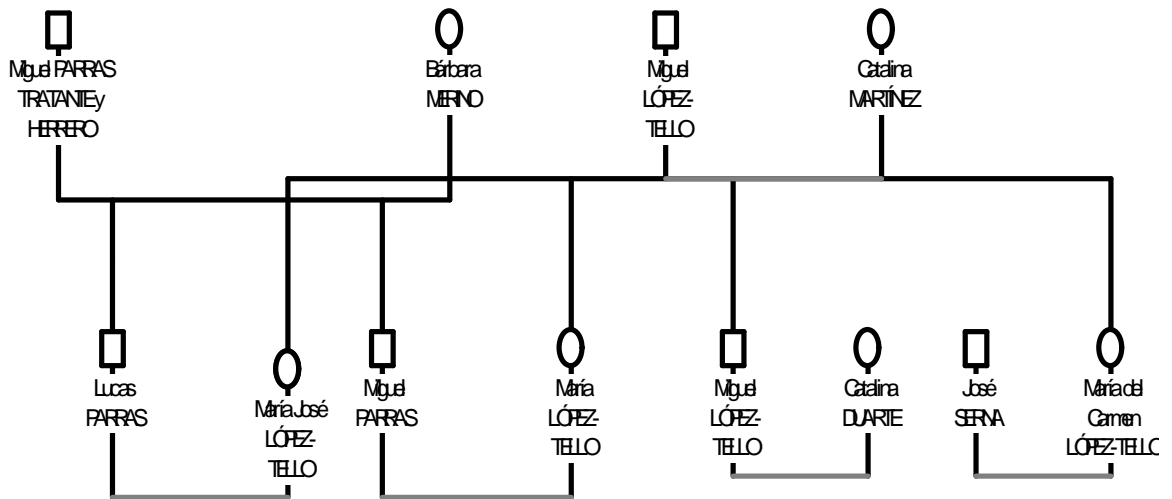 Miguel PARRAS
TRATANTE y
HERRERO
Bárbara
MERINO
Miguel
LÓPEZ-
TELLO
Catalina
MARTÍNEZ
Lucas
PARRAS
María José
LÓPEZ-
TELLO
Miguel
PARRAS
María
LÓPEZ-
TELLO
Miguel
LÓPEZ-
TELLO
Catalina
DUARTE
José
SERNA
María del
Carmen
LÓPEZ-TELLO